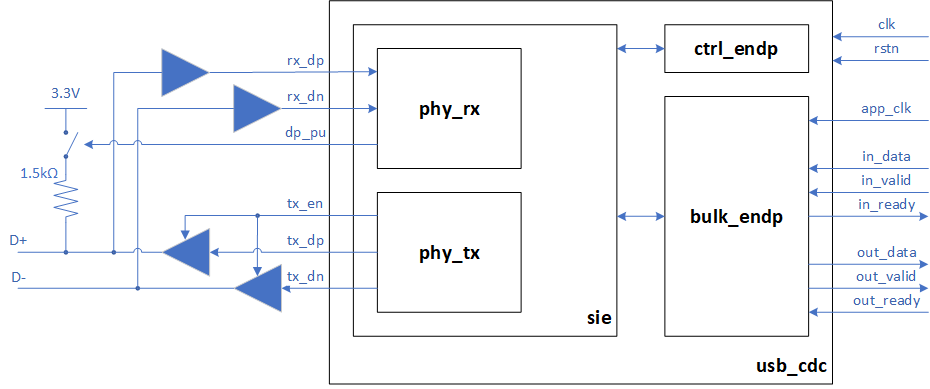 clk
rstn
ctrl_endp
rx_dp
rx_dn
3.3V
phy_rx
app_clk
dp_pu
in_data
1.5kΩ
in_valid
tx_en
in_ready
bulk_endp
D+
tx_dp
phy_tx
out_data
D-
tx_dn
out_valid
out_ready
sie
usb_cdc